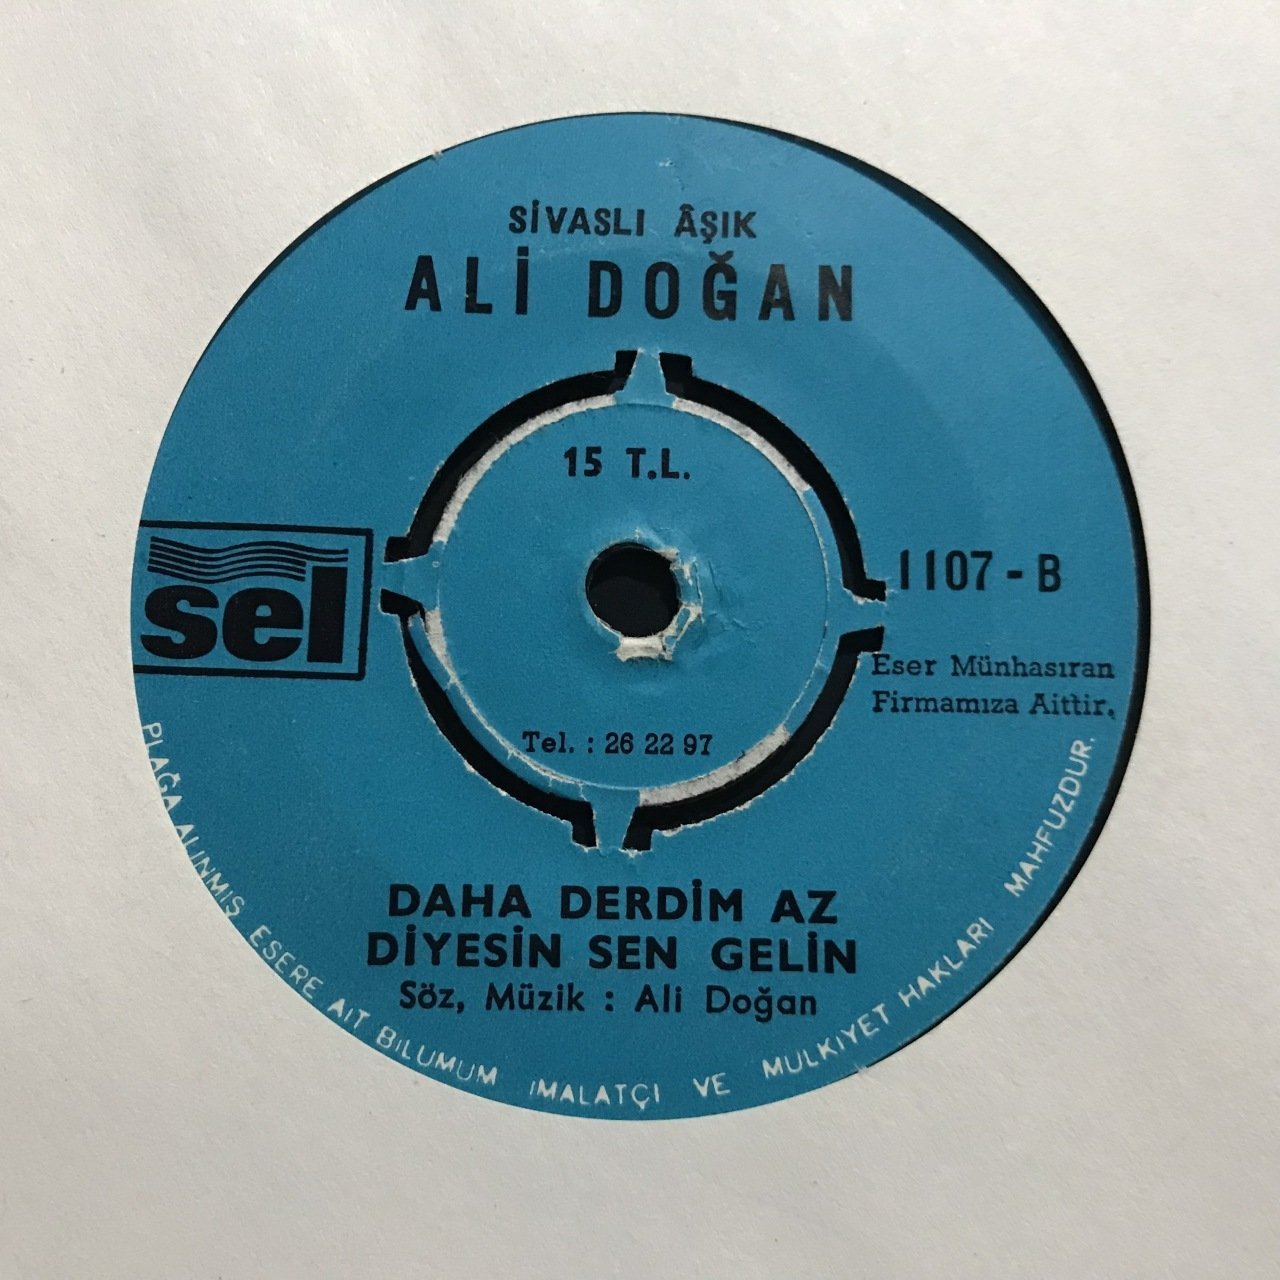 SİVASLI ÂŞIK
ALİ DOĞAN
15 T.L.
sel
1107-B
Eser Münhasıran
Firmamıza Aittir.
Tel. : 26 22 97
DAHA DERDİM AZ
DİYESİN SEN GELİN
Söz, Müzik : Ali Doğan
PLAĞA ALINMIŞ ESERE AİT BİLUMUM İMALATÇI VE MULKIYET HAKLARI MAHFUZDUR.